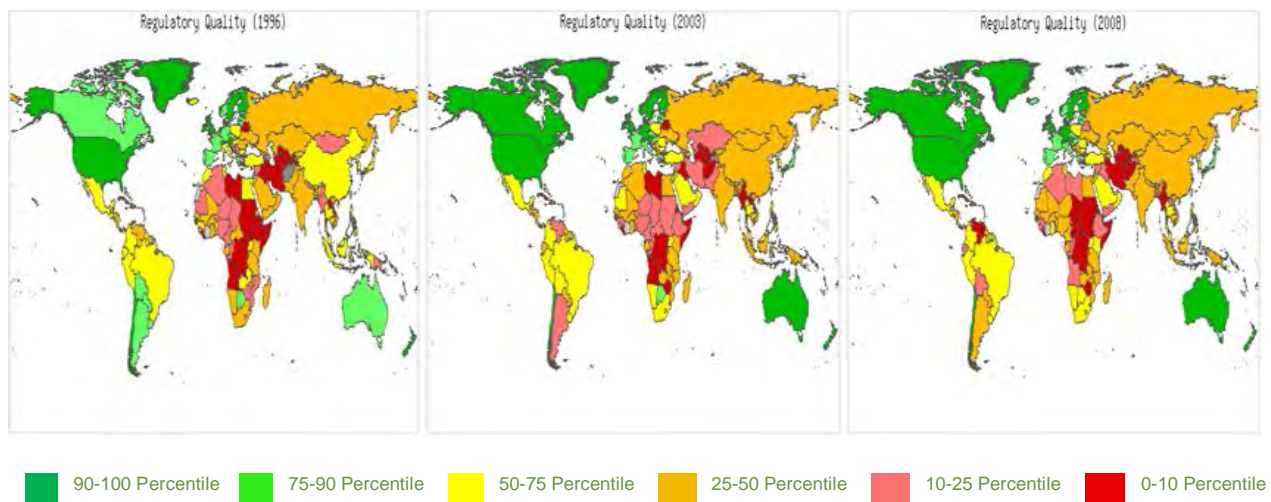 Regulatory Quality (1996)
Regulatory Quality (2003)
Regulatory Quality (2008)
90-100 Percentile
75-90 Percentile
50-75 Percentile
25-50 Percentile
10-25 Percentile
0-10 Percentile